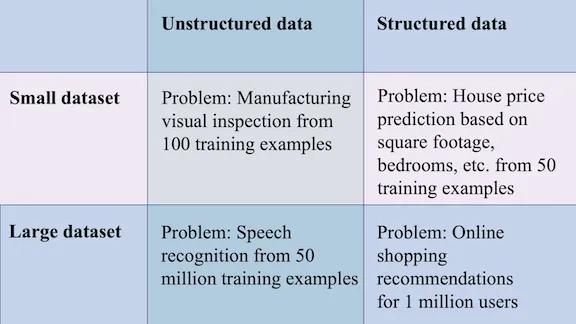 Unstructured data
Structured data
Small dataset
Problem: Manufacturing
visual inspection from
100 training examples
Problem: House price
prediction based on
square footage,
bedrooms, etc. from 50
training examples
Large dataset
Problem: Speech
recognition from 50
million training examples
Problem: Online
shopping
recommendations
for 1 million users